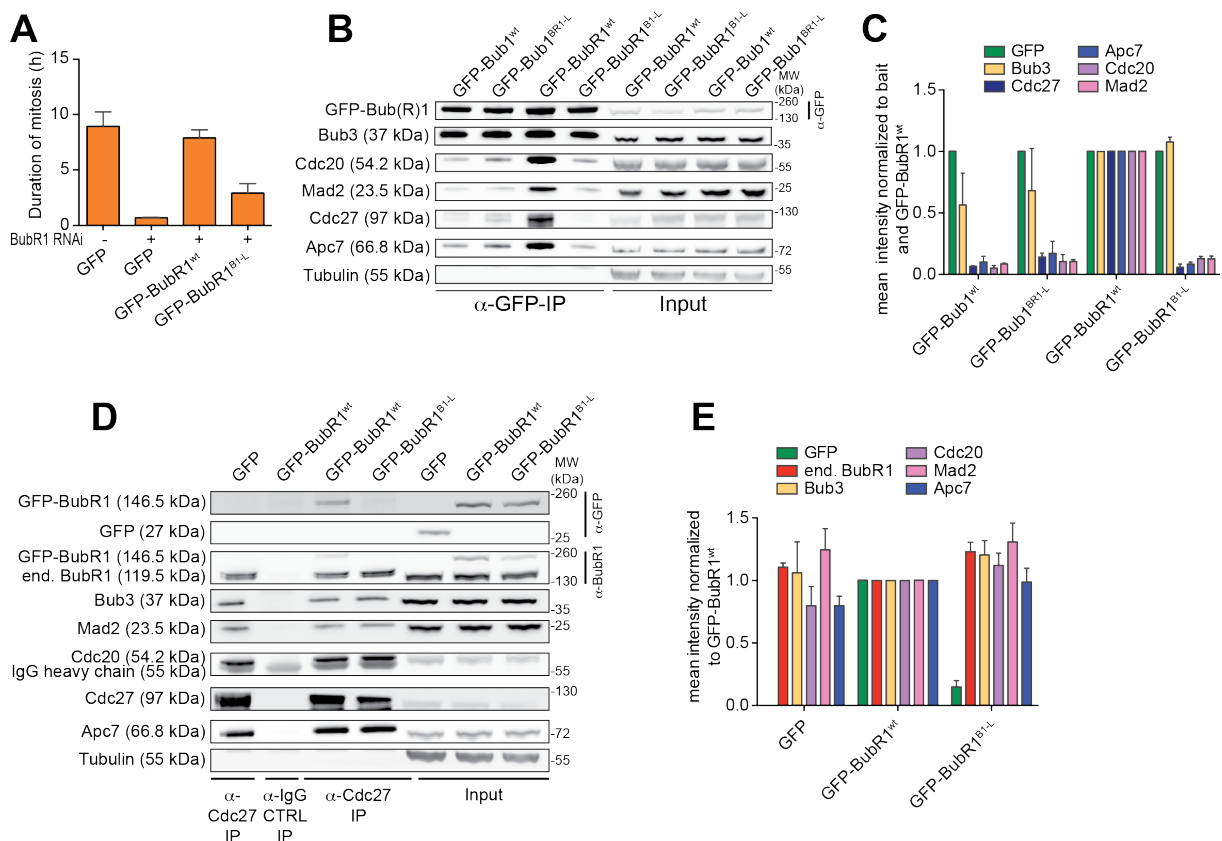 A
Duration of mitosis (h)
15
10
5
0
BubR1 RNAi - + + +
GFP
GFP
GFP-BubR1wt
GFP-BubR1B1-L
B
GFP-Bub1wt
GFP-Bub1BR1-L
GFP-BubR1wt
GFP-BubR1B1-L
GFP-BubR1wt
GFP-BubR1B1-L
GFP-Bub1wt
GFP-Bub1BR1-L
MW
(kDa)
GFP-Bub(R)1
-260
-130
α-GFP
Bub3 (37 kDa)
-35
Cdc20 (54.2 kDa)
-55
Mad2 (23.5 kDa)
-25
Cdc27 (97 kDa)
-130
Apc7 (66.8 kDa)
-72
Tubulin (55 kDa)
-55
α-GFP-IP
Input
C
GFP
Bub3
Cdc27
Apc7
Cdc20
Mad2
mean intensity normalized to bait
and GFP-BubR1wt
1.5
1.0
0.5
0.0
GFP-Bub1wt
GFP-Bub1BR1-L
GFP-BubR1wt
GFP-BubR1B1-L
D
GFP
GFP-BubR1wt
GFP-BubR1wt
GFP-BubR1B1-L
GFP
GFP-BubR1wt
GFP-BubR1B1-L
MW
(kDa)
GFP-BubR1 (146.5 kDa)
-260
GFP (27 kDa)
25
α-GFP
GFP-BubR1 (146.5 kDa)
260
end. BubR1 (119.5 kDa)
-130
α-BubR1
Bub3 (37 kDa)
-35
Mad2 (23.5 kDa)
-25
Cdc20 (54.2 kDa)
IgG heavy chain (55 kDa)
-55
Cdc27 (97 kDa)
-130
Apc7 (66.8 kDa)
-72
Tubulin (55 kDa)
-55
α-
Cdc27
IP
α-IgG
CTRL
IP
α-Cdc27
IP
Input
E
GFP
end. BubR1
Bub3
Cdc20
Mad2
Apc7
mean intensity normalized
to GFP-BubR1wt
1.5
1.0
0.5
0.0
GFP
GFP-BubR1wt
GFP-BubR1B1-L